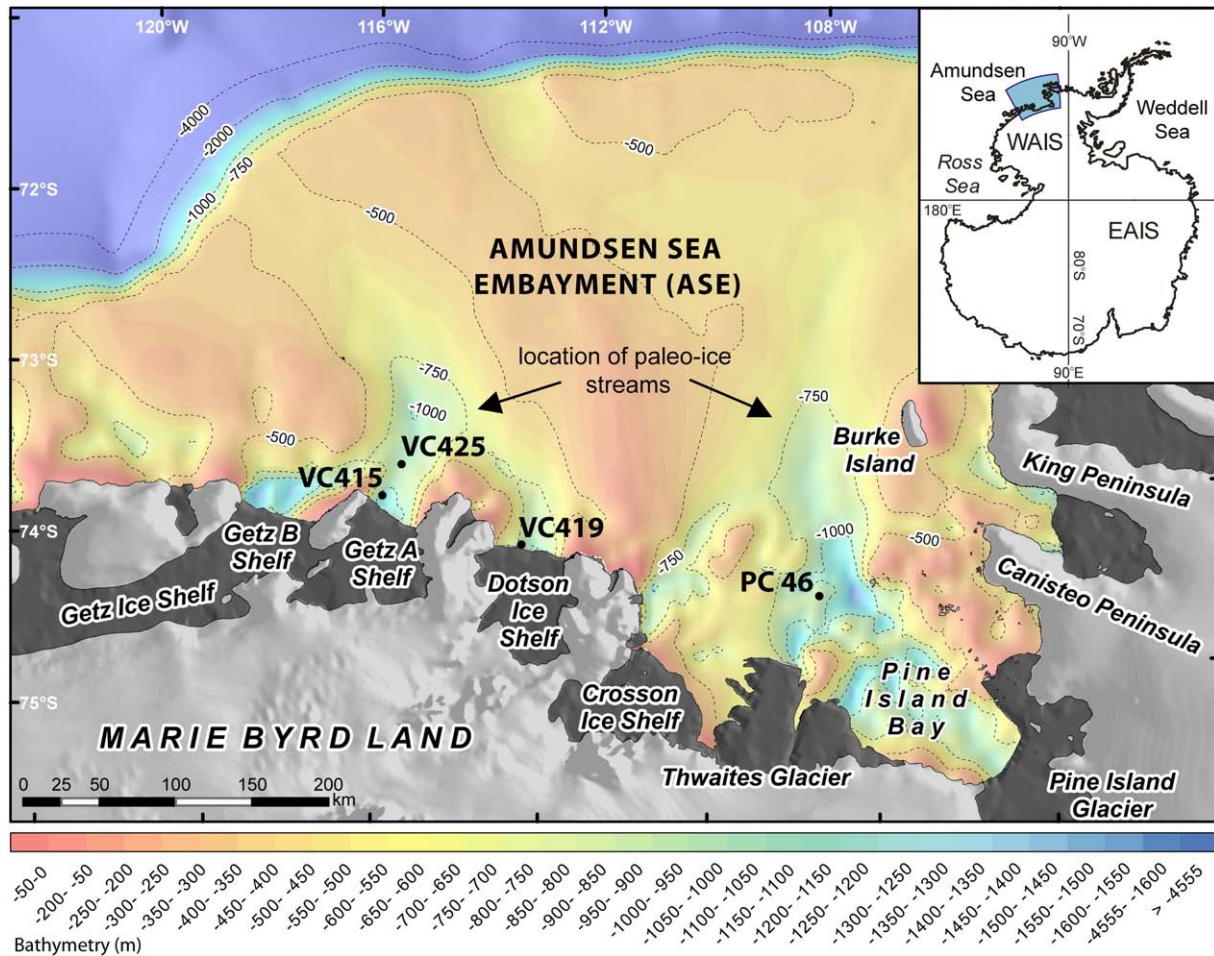 120°W
116°W
112°W
108°W
72°S
73°S
74°S
75°S
-4000
-2000
-750
-1000
-500
-500
AMUNDSEN SEA
EMBAYMENT (ASE)
location of paleo-ice
streams
-750
-1000
-500
VC425
VC415
VC419
-750
-750
-1000
-500
PC 46
Burke
Island
King Peninsula
Canisteo Peninsula
Getz B
Shelf
Getz A
Shelf
Getz Ice Shelf
Dotson
Ice
Shelf
Crosson
Ice Shelf
Pine
Island
Bay
MARIE BYRD LAND
Thwaites Glacier
Pine Island
Glacier
0 25 50 100 150 200
km
90°W
Amundsen
Sea
Weddell
Sea
WAIS
Ross
Sea
180°E
EAIS
80°S
70°S
90°E
-50-0
-200- -50
-250- -200
-300- -250
-350- -300
-400- -350
-450- -400
-500- -450
-550- -500
-600- -550
-650- -600
-700- -650
-750- -700
-800- -750
-850- -800
-900- -850
-950- -900
-1000- -950
-1050- -1000
-1100- -1050
-1150- -1100
-1200- -1150
-1250- -1200
-1300- -1250
-1350- -1300
-1400- -1350
-1450- -1400
-1500- -1450
-1550- -1500
-1600- -1550
-4555- -1600
> -4555
Bathymetry (m)